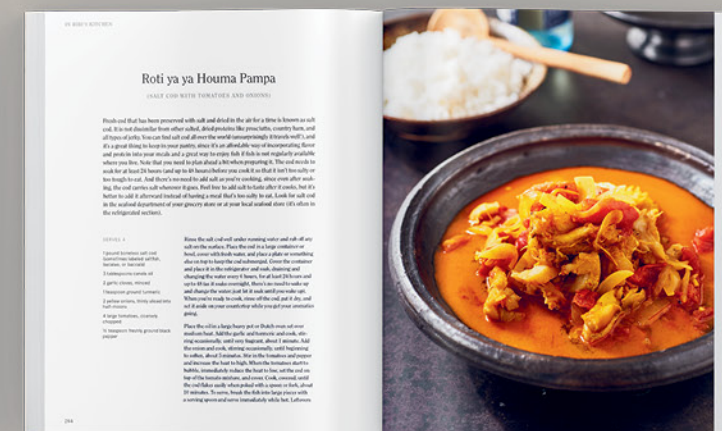 IN BIBI'S KITCHEN
Roti ya ya Houma Pampa
(SALT COD WITH TOMATOES AND ONIONS)
Fresh cod that has been preserved with salt and dried in the air for a time is known as salt
cod. It is not dissimilar from other salted, dried proteins like prosciutto, country ham, and
all types of jerky. You can find salt cod all over the world (unsurprisingly it travels well!), and
it's a great thing to keep in your pantry, since it's an affordable way of incorporating flavor
and protein into your meals and a great way to enjoy fish if fish is not regularly available
where you live. Note that you need to plan ahead a bit when preparing it. The cod needs to
soak for at least 24 hours (and up to 48 hours) before you cook it so that it isn't too salty or
too tough to eat. And there's no need to add salt as you're cooking, since even after soak-
ing, the cod carries salt wherever it goes. Feel free to add salt to taste after it cooks, but it's
better to add it afterward instead of having a meal that's too salty to eat. Look for salt cod
in the seafood department of your grocery store or at your local seafood store (it's often in
the refrigerated section).
SERVES 4
1 pound boneless salt cod
(sometimes labeled saltfish,
bacalao, or baccalà)
3 tablespoons canola oil
2 garlic cloves, minced
1 teaspoon ground turmeric
2 yellow onions, thinly sliced into
half-moons
4 large tomatoes, coarsely
chopped
½ teaspoon freshly ground black
pepper
Rinse the salt cod well under running water and rub off any
salt on the surface. Place the cod in a large container or
bowl, cover with fresh water, and place a plate or something
else on top to keep the cod submerged. Cover the container
and place it in the refrigerator and soak, draining and
changing the water every 6 hours, for at least 24 hours and
up to 48 (as it soaks overnight, there's no need to wake up
and change the water; just let it soak until you wake up).
When you're ready to cook, rinse off the cod, pat it dry, and
set it aside on your countertop while you get your aromatics
going.
Place the oil in a large heavy pot or Dutch oven set over
medium heat. Add the garlic and turmeric and cook, stir-
ring occasionally, until very fragrant, about 1 minute. Add
the onion and cook, stirring occasionally, until beginning
to soften, about 5 minutes. Stir in the tomatoes and pepper
and increase the heat to high. When the tomatoes start to
bubble, immediately reduce the heat to low, set the cod on
top of the tomato mixture, and cover. Cook, covered, until
the cod flakes easily when poked with a spoon or fork, about
20 minutes. To serve, break the fish into large pieces with
a serving spoon and serve immediately while hot. Leftovers